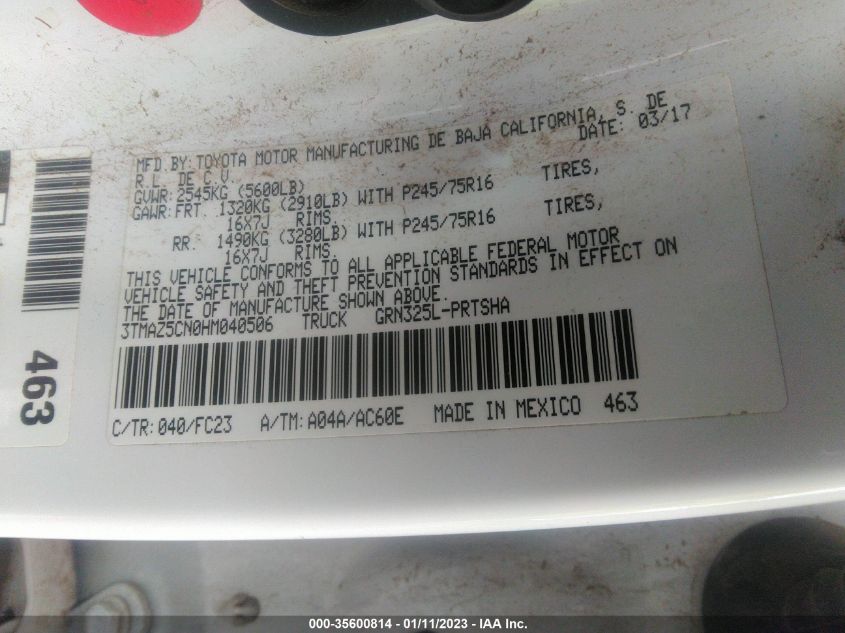 MFD.BY:TOYOTA MOTOR MANUFACTURING DE BAJA CALIFORNIA, S. DE
R.L. DE C.V. DATE: 03/17
GVWR:2545KG (5600LB)
GAWR:FRT. 1320KG (2910LB) WITH P245/75R16 TIRES,
16X7J RIMS.
RR. 1490KG (3280LB) WITH P245/75R16 TIRES,
16X7J RIMS.
THIS VEHICLE CONFORMS TO ALL APPLICABLE FEDERAL MOTOR
VEHICLE SAFETY AND THEFT PREVENTION STANDARDS IN EFFECT ON
THE DATE OF MANUFACTURE SHOWN ABOVE.
3TMAZ5CN0HM040506 TRUCK GRN325L-PRTSHA
C/TR:040/FC23 A/TM:A04A/AC60E MADE IN MEXICO 463
463
000-35600814 - 01/11/2023 - IAA Inc.